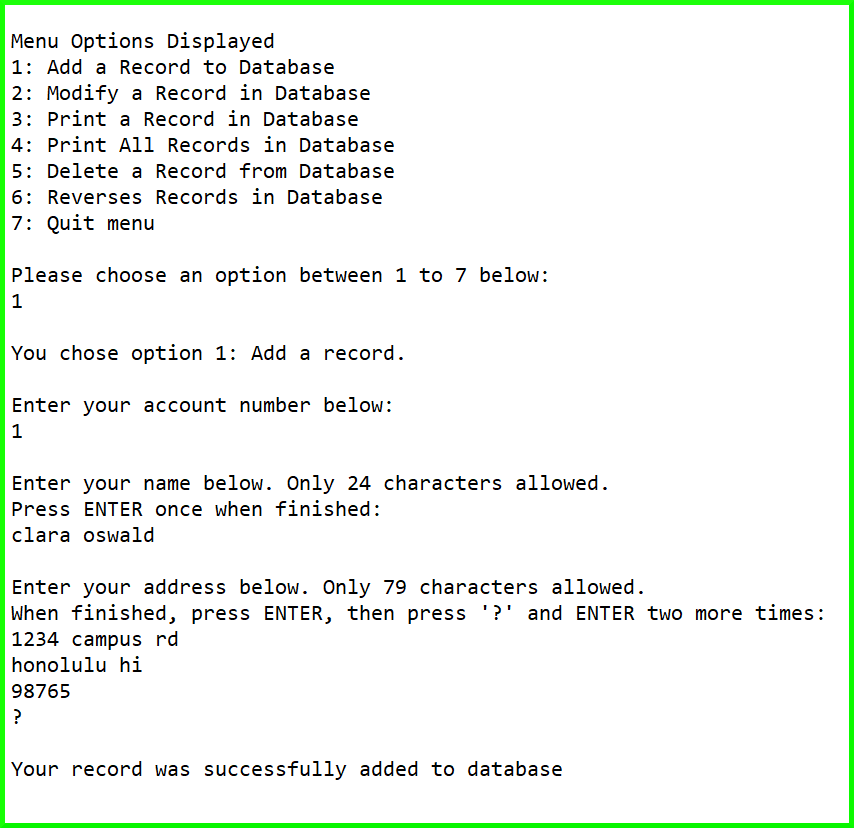 Menu Options Displayed
1: Add a Record to Database
2: Modify a Record in Database
3: Print a Record in Database
4: Print All Records in Database
5: Delete a Record from Database
6: Reverses Records in Database
7: Quit menu
Please choose an option between 1 to 7 below:
1
You chose option 1: Add a record.
Enter your account number below:
1
Enter your name below. Only 24 characters allowed.
Press ENTER once when finished:
clara oswald
Enter your address below. Only 79 characters allowed.
When finished, press ENTER, then press '?' and ENTER two more times:
1234 campus rd
honolulu hi
98765
?
Your record was successfully added to database